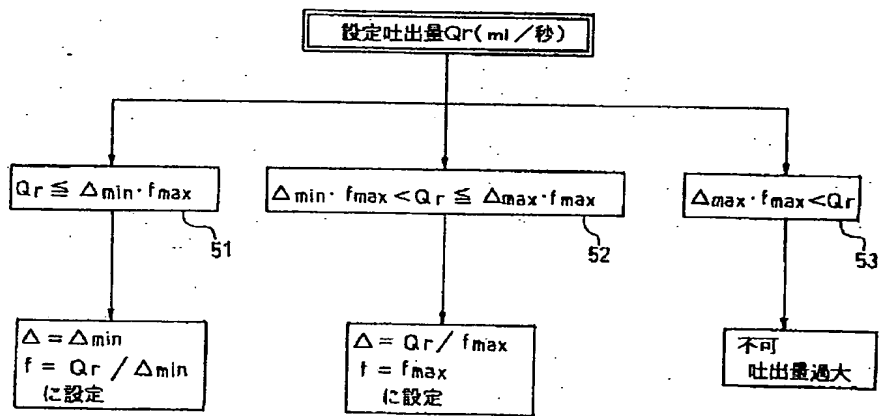 設定吐出量Qr(ml/秒)
Qr ≦ Δmin・fmax
Δmin・fmax<Qr ≦ Δmax・fmax
Δmax・fmax<Qr
51
52
53
Δ = Δmin
f = Qr / Δmin
に設定
Δ = Qr / fmax
f = fmax
に設定
不可
吐出量過大